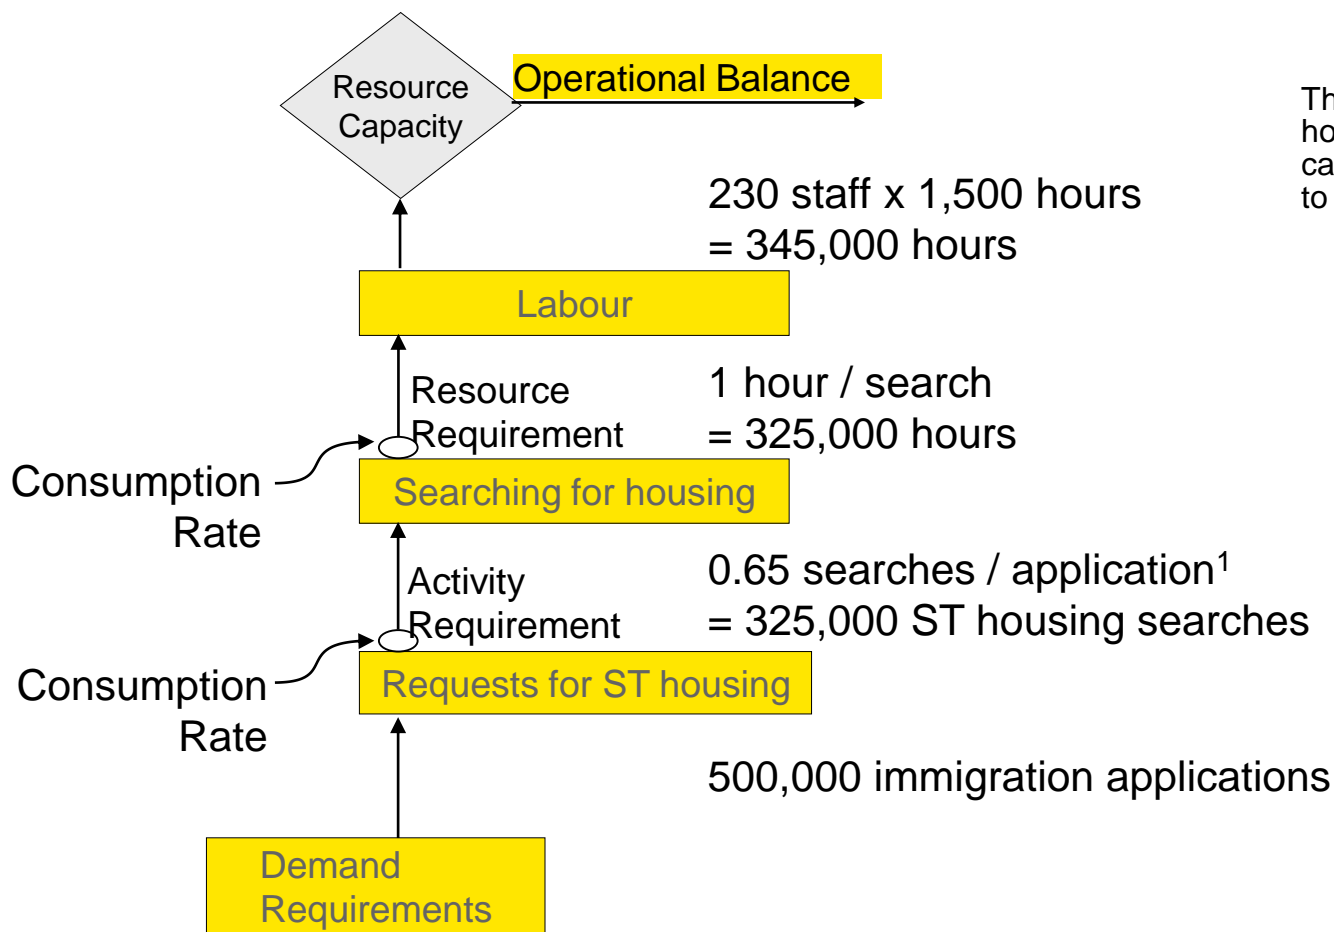 Resource
Capacity
Operational Balance
230 staff x 1,500 hours
= 345,000 hours
Labour
Resource
Requirement
1 hour / search
= 325,000 hours
Consumption
Rate
Searching for housing
Activity
Requirement
0.65 searches / application¹
= 325,000 ST housing searches
Consumption
Rate
Requests for ST housing
500,000 immigration applications
Demand
Requirements
to